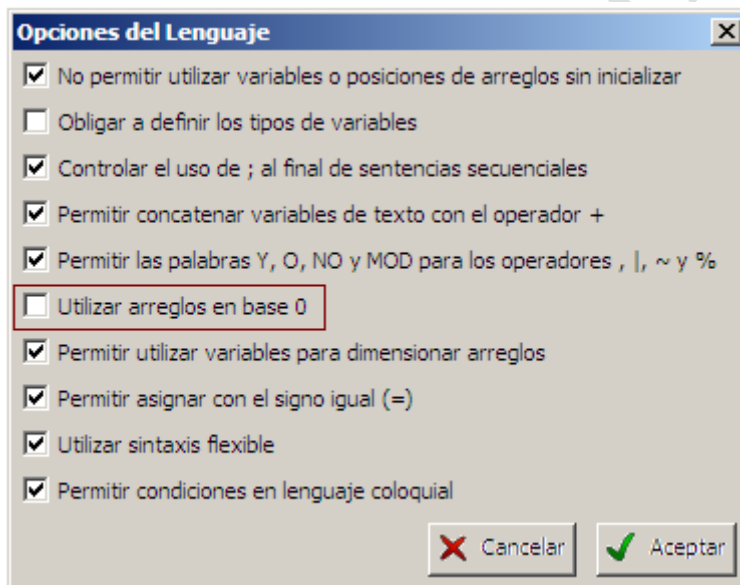 Opciones del Lenguaje
No permitir utilizar variables o posiciones de arreglos sin inicializar
Obligar a definir los tipos de variables
Controlar el uso de ; al final de sentencias secuenciales
Permitir concatenar variables de texto con el operador +
Permitir las palabras Y, O, NO y MOD para los operadores , |, ~ y %
Utilizar arreglos en base 0
Permitir utilizar variables para dimensionar arreglos
Permitir asignar con el signo igual (=)
Utilizar sintaxis flexible
Permitir condiciones en lenguaje coloquial
Cancelar Aceptar